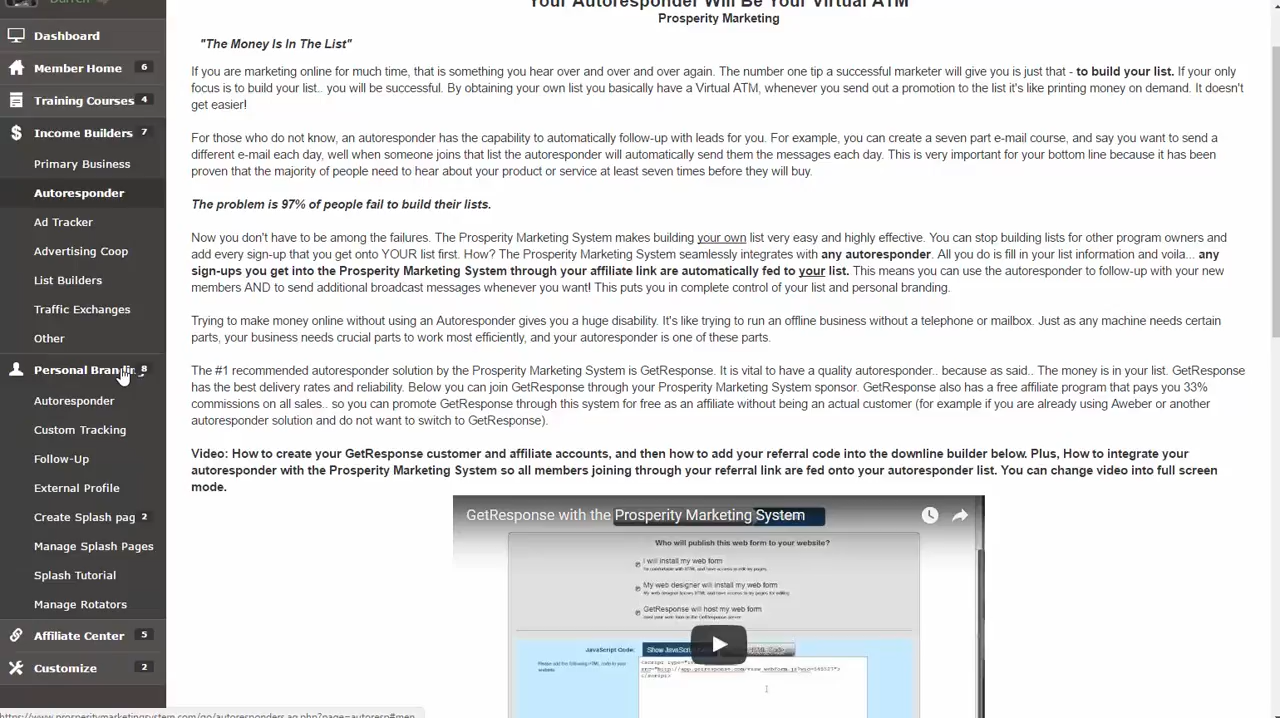 Darren
Dashboard
Member Home 6
Training Courses 4
Income Builders 7
Primary Business
Autoresponder
Ad Tracker
Advertising Coop
List Builders
Traffic Exchanges
Other
Personal Brandi 8
Autoresponder
Custom Tracking
Follow-Up
External Profile
Splash Pag 2
Pages
Tutorial
Affiliate Center 5
Customize 2
Your Autoresponder Will Be Your Virtual ATM
Prosperity Marketing
"The Money Is In The List"
If you are marketing online for much time, that is something you hear over and over and over again. The number one tip a successful marketer will give you is just that - to build your list. If your only
focus is to build your list.. you will be successful. By obtaining your own list you basically have a Virtual ATM, whenever you send out a promotion to the list it's like printing money on demand. It doesn't
get easier!
For those who do not know, an autoresponder has the capability to automatically follow-up with leads for you. For example, you can create a seven part e-mail course, and say you want to send a
different e-mail each day, well when someone joins that list the autoresponder will automatically send them the messages each day. This is very important for your bottom line because it has been
proven that the majority of people need to hear about your product or service at least seven times before they will buy.
The problem is 97% of people fail to build their lists.
Now you don't have to be among the failures. The Prosperity Marketing System makes building your own list very easy and highly effective. You can stop building lists for other program owners and
add every sign-up that you get onto YOUR list first. How? The Prosperity Marketing System seamlessly integrates with any autoresponder. All you do is fill in your list information and voila... any
sign-ups you get into the Prosperity Marketing System through your affiliate link are automatically fed to your list. This means you can use the autoresponder to follow-up with your new
members AND to send additional broadcast messages whenever you want! This puts you in complete control of your list and personal branding.
Trying to make money online without using an Autoresponder gives you a huge disability. It's like trying to run an offline business without a telephone or mailbox. Just as any machine needs certain
parts, your business needs crucial parts to work most efficiently, and your autoresponder is one of these parts.
The #1 recommended autoresponder solution by the Prosperity Marketing System is GetResponse. It is vital to have a quality autoresponder.. because as said.. The money is in your list. GetResponse
has the best delivery rates and reliability. Below you can join GetResponse through your Prosperity Marketing System sponsor. GetResponse also has a free affiliate program that pays you 33%
commissions on all sales.. so you can promote GetResponse through this system for free as an affiliate without being an actual customer (for example if you are already using Aweber or another
autoresponder solution and do not want to switch to GetResponse).
Video: How to create your GetResponse customer and affiliate accounts, and then how to add your referral code into the downline builder below. Plus, How to integrate your
autoresponder with the Prosperity Marketing System so all members joining through your referral link are fed onto your autoresponder list. You can change video into full screen
mode.
GetResponse with the Prosperity Marketing System
Who will publish this web form to your website?
I will install my web form
My web designer will install my web form
GetResponse will host my web form
JavaScript Code:
Show JavaScript
Please add the following HTML code to your
website